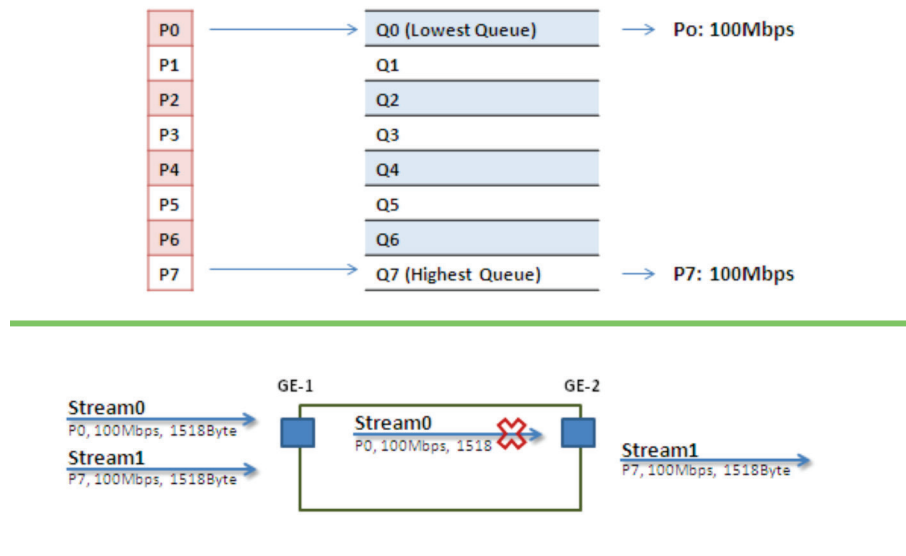 P0 Q0 (Lowest Queue) Po: 100Mbps
P1 Q1
P2 Q2
P3 Q3
P4 Q4
P5 Q5
P6 Q6
P7 Q7 (Highest Queue) P7: 100Mbps
GE-1 GE-2
Stream0
P0, 100Mbps, 1518Byte
Stream1
P7, 100Mbps, 1518Byte
Stream0
P0, 100Mbps, 1518
Stream1
P7, 100Mbps, 1518Byte